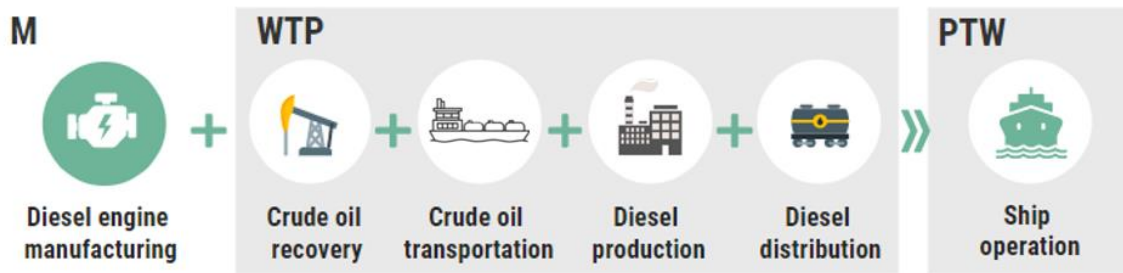 M
WTP
PTW
Diesel engine
manufacturing
Crude oil
recovery
Crude oil
transportation
Diesel
production
Diesel
distribution
Ship
operation